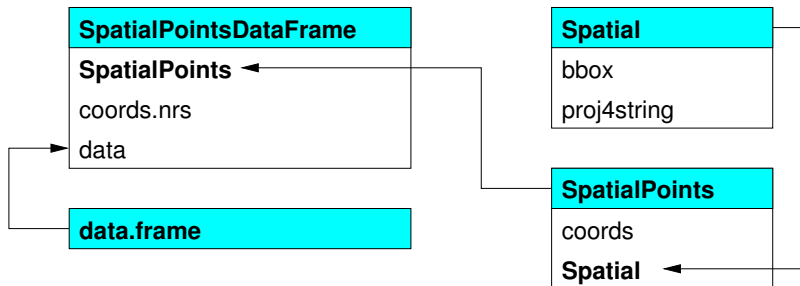 SpatialPointsDataFrame
SpatialPoints
coords.nrs
data
data.frame
Spatial
bbox
proj4string
SpatialPoints
coords
Spatial